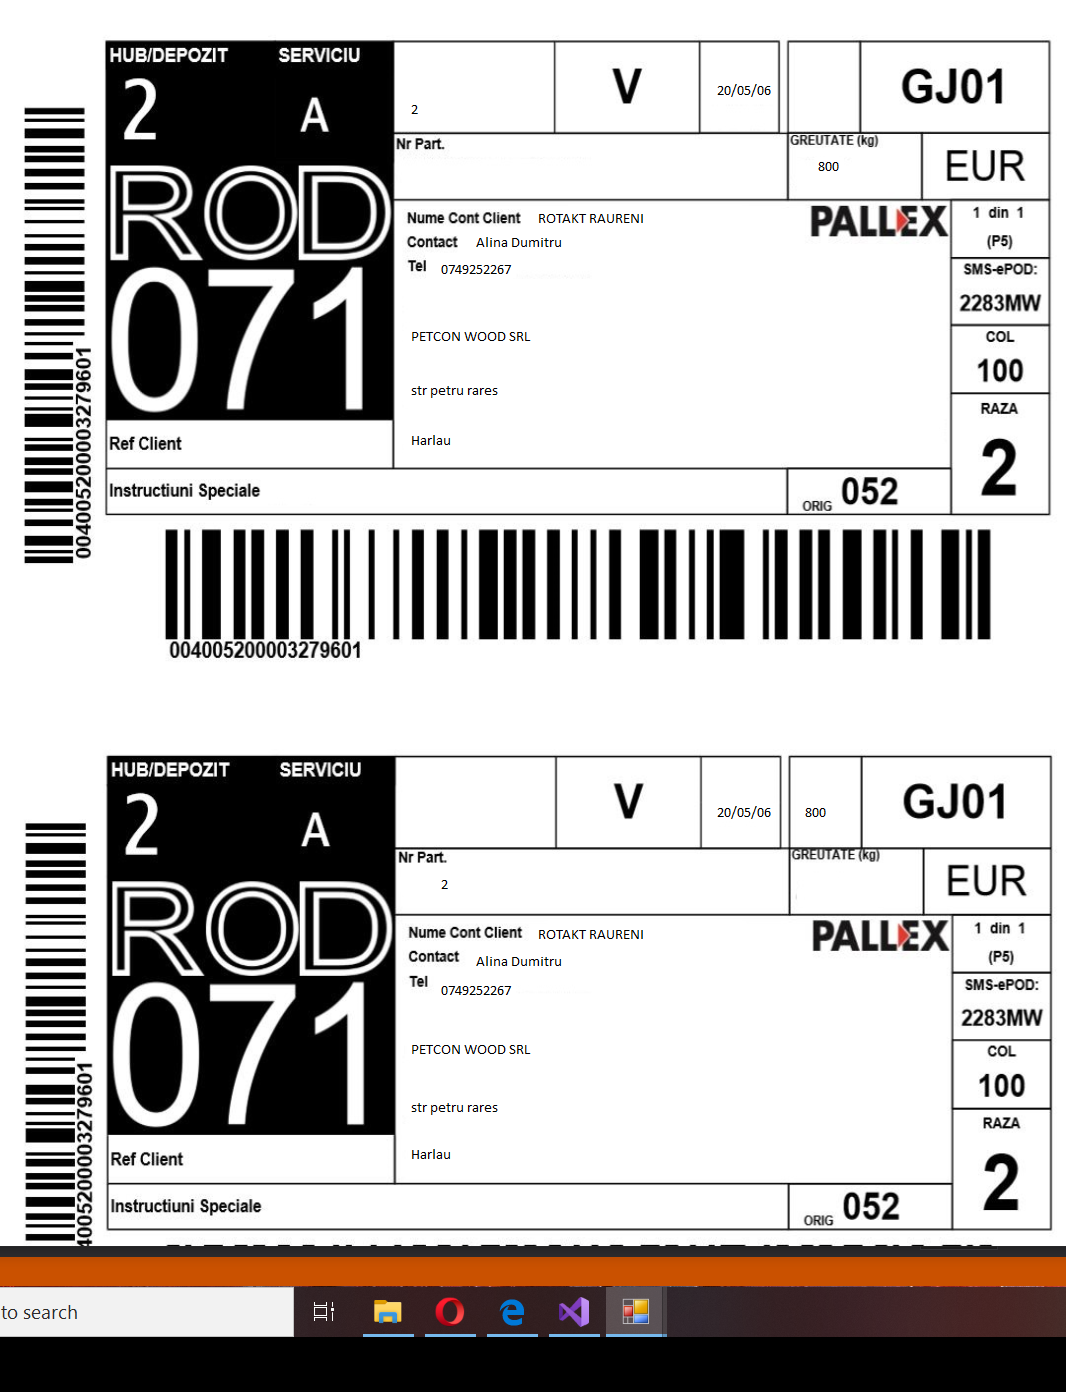 HUB/DEPOZIT SERVICIU
2 A
ROD
071
2
V
20/05/06
GJ01
Nr Part.
GREUTATE (kg)
800
EUR
Nume Cont Client ROTAKT RAURENI
Contact Alina Dumitru
Tel 0749252267
PALLEX
1 din 1
(P5)
SMS-ePOD:
2283MW
PETCON WOOD SRL
COL
100
str petru rares
RAZA
2
Harlau
Ref Client
Instructiuni Speciale
ORIG 052
004005200003279601
004005200003279601
HUB/DEPOZIT SERVICIU
2 A
ROD
071
V
20/05/06
800
GJ01
Nr Part.
2
GREUTATE (kg)
EUR
Nume Cont Client ROTAKT RAURENI
Contact Alina Dumitru
Tel 0749252267
PALLEX
1 din 1
(P5)
SMS-ePOD:
2283MW
PETCON WOOD SRL
COL
100
str petru rares
RAZA
2
Harlau
Ref Client
Instructiuni Speciale
ORIG 052
4005200003279601
to search